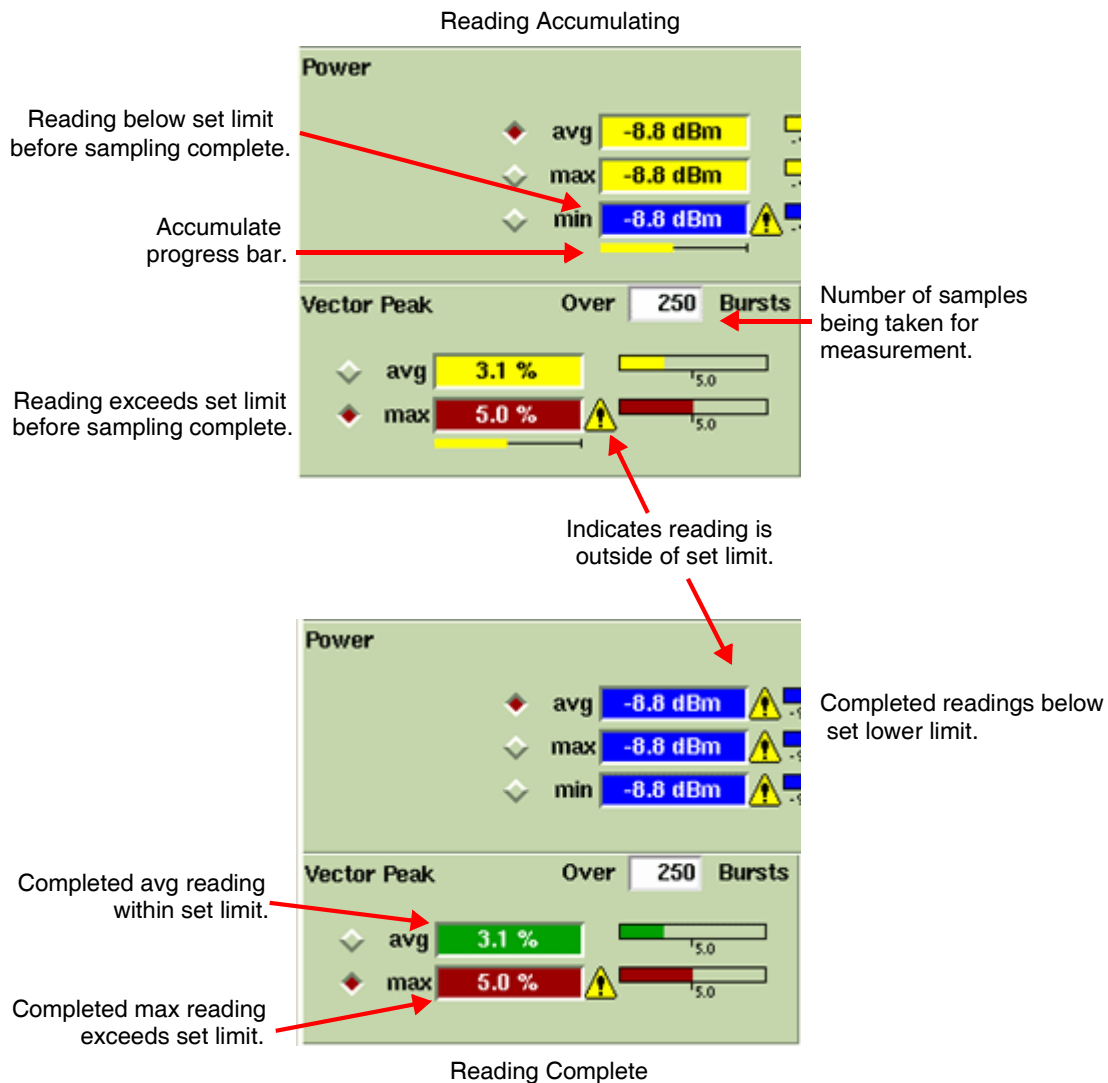 Reading Accumulating
Power
Reading below set limit
before sampling complete.
avg -8.8 dBm
max -8.8 dBm
min -8.8 dBm
Accumulate
progress bar.
Vector Peak Over 250 Bursts
Number of samples
being taken for
measurement.
avg 3.1 %
5.0
Reading exceeds set limit
before sampling complete.
max 5.0 %
5.0
Indicates reading is
outside of set limit.
Power
avg -8.8 dBm
max -8.8 dBm
min -8.8 dBm
Completed readings below
set lower limit.
Vector Peak Over 250 Bursts
Completed avg reading
within set limit.
avg 3.1 %
5.0
max 5.0 %
5.0
Completed max reading
exceeds set limit.
Reading Complete